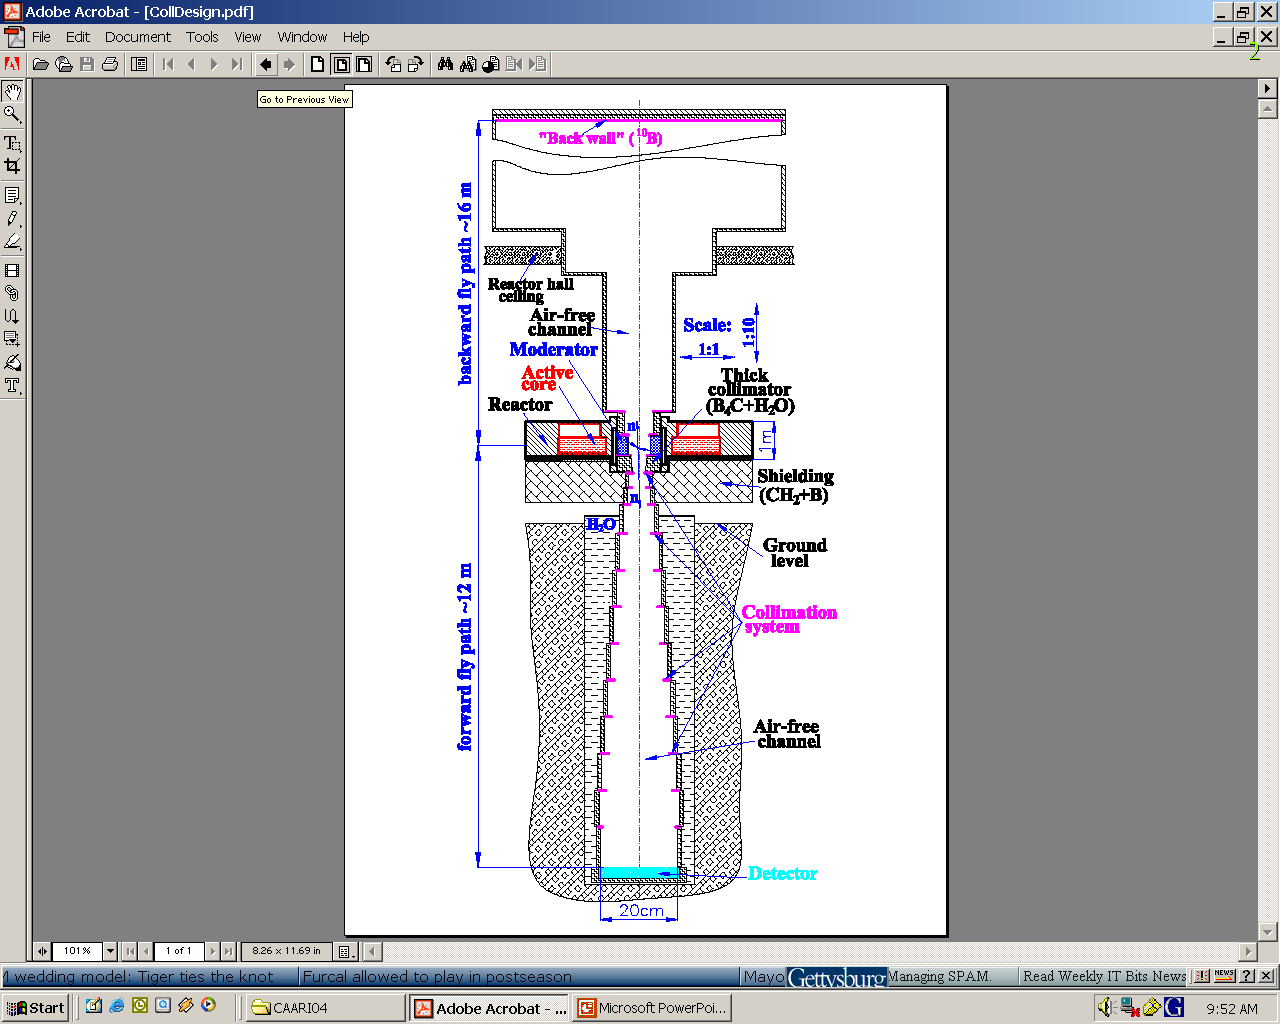 Adobe Acrobat - [CollDesign.pdf]
File Edit Document Tools View Window Help
2
Go to Previous View
"Back wall" (10B)
backward fly path ~16 m
Reactor hall
ceiling
Air-free
channel
Scale:
1:10
1:1
Moderator
Active
core
Thick
collimator
(B4C+H2O)
Reactor
n
1m
Shielding
(CH2+B)
n
H2O
Ground
level
forward fly path ~12 m
Collimation
system
Air-free
channel
Detector
20cm
101%
1 of 1
8.26 x 11.69 in
wedding model: Tiger ties the knot
Furcal allowed to play in postseason
Mayo
Gettysburg
Managing SPAM.
Read Weekly IT Bits News
NEWS
Start
CAARI04
Adobe Acrobat - ...
Microsoft PowerPoi...
9:52 AM